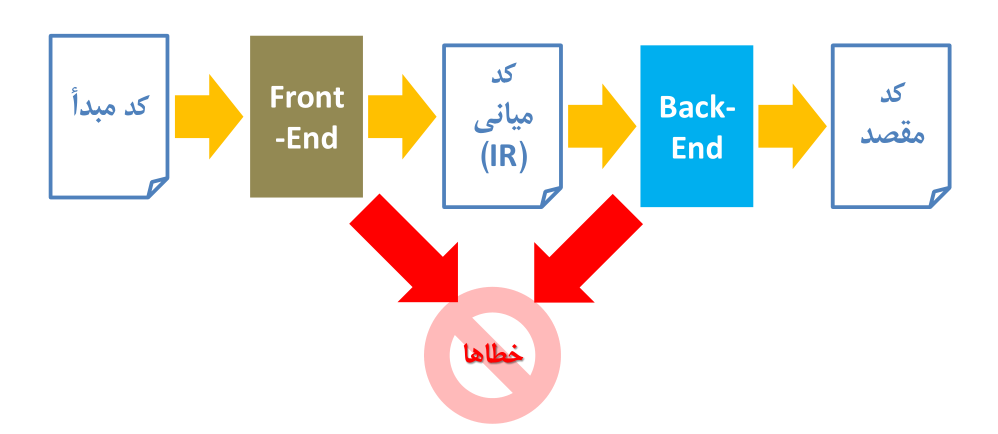 کد مبدأ
Front
-End
کد
میانی
(IR)
Back-
End
کد
مقصد
خطاها